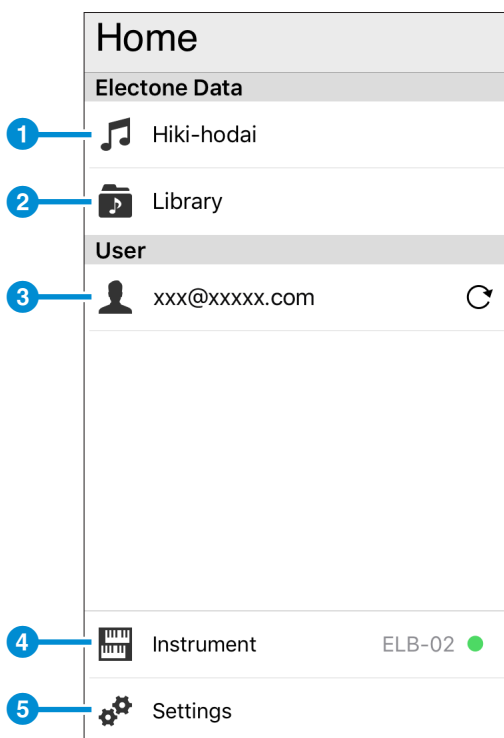 Home
Electone Data
1 Hiki-hodai
2 Library
User
3 xxx@xxxxx.com
4 Instrument ELB-02
5 Settings